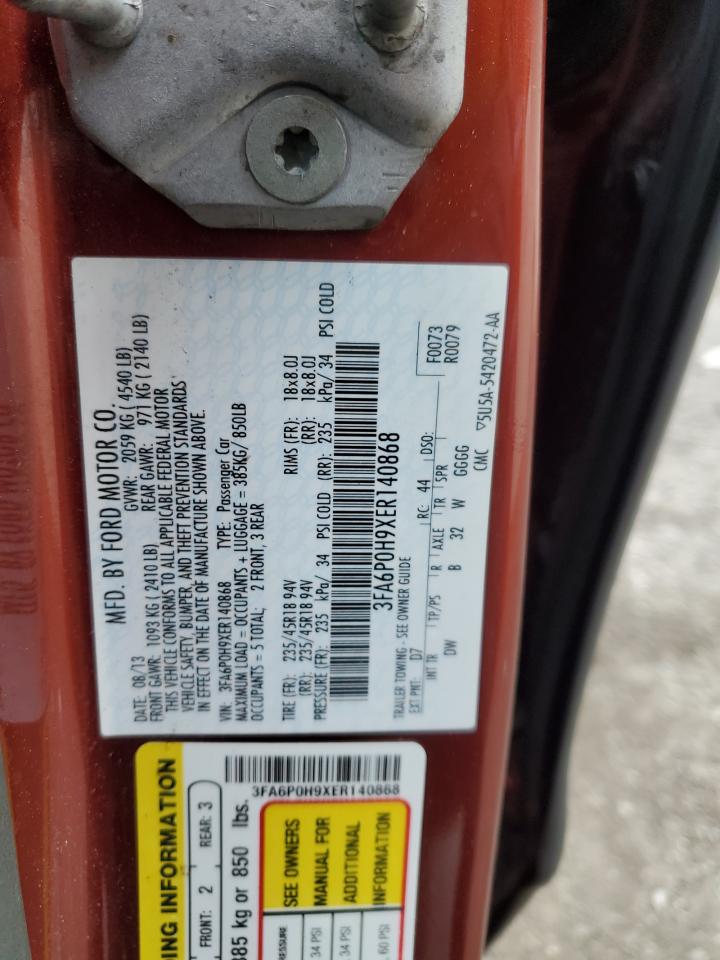 MFD. BY FORD MOTOR CO.
DATE: 08/13 GVWR: 2059 KG ( 4540 LB)
FRONT GAWR: 1093 KG ( 2410 LB) REAR GAWR: 971 KG ( 2140 LB)
THIS VEHICLE CONFORMS TO ALL APPLICABLE FEDERAL MOTOR
VEHICLE SAFETY, BUMPER, AND THEFT PREVENTION STANDARDS
IN EFFECT ON THE DATE OF MANUFACTURE SHOWN ABOVE.
VIN: 3FA6P0H9XER140868 TYPE: Passenger Car
MAXIMUM LOAD = OCCUPANTS + LUGGAGE = 385KG/ 850LB
OCCUPANTS = 5 TOTAL; 2 FRONT, 3 REAR
TIRE (FR): 235/45R18 94V RIMS (FR): 18x8.0J
(RR): 235/45R18 94V (RR): 18x8.0J
PRESSURE (FR): 235 kPa/ 34 PSI COLD (RR): 235 kPa/ 34 PSI COLD
3FA6P0H9XER140868
TRAILER TOWING - SEE OWNER GUIDE
EXT PNT: D7 RC: 44 DSO: F0073
R0079
INT TR TP/PS R AXLE TR SPR
DW B 32 W GGGG
CMC ▽5U5A-5420472-AA
3FA6P0H9XER140868
ING INFORMATION
FRONT: 2 REAR: 3
385 kg or 850 lbs.
SEE OWNERS
MANUAL FOR
ADDITIONAL
INFORMATION
34 PSI
34 PSI
60 PSI